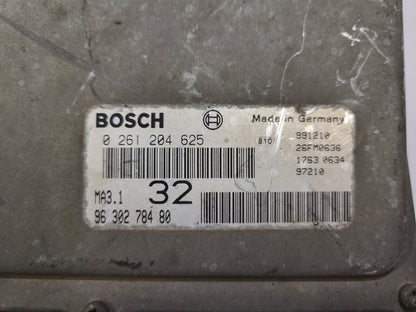 BOSCH Made in Germany
0 261 204 625 8101 991210
26FM0636
1763 0634
97210
MA3.1 32
96 302 784 80